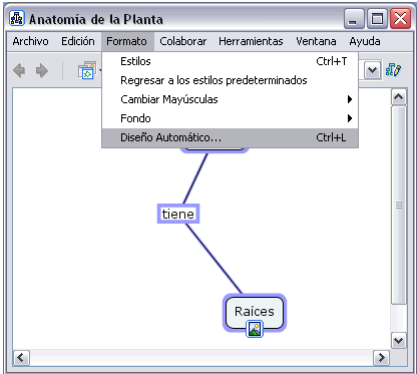 Anatomía de la Planta
Archivo Edición Formato Colaborar Herramientas Ventana Ayuda
Estilos Ctrl+T
Regresar a los estilos predeterminados
Cambiar Mayúsculas
Fondo
Diseño Automático... Ctrl+L
tiene
Raíces